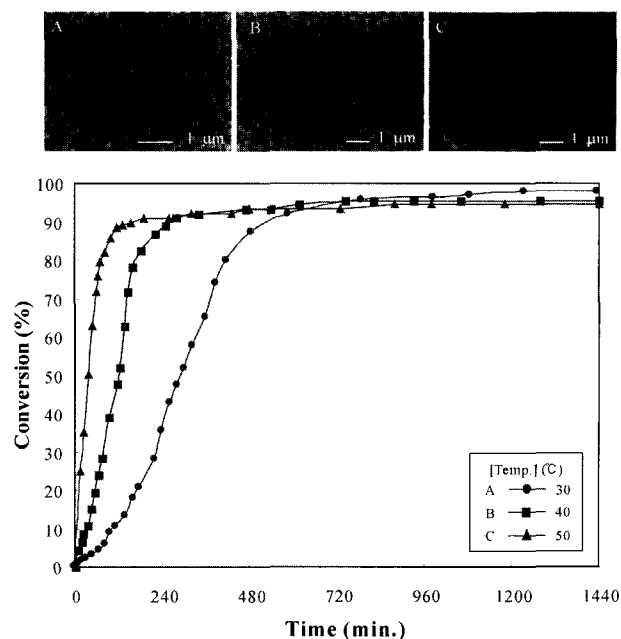 A B C
1 μm 1 μm 1 μm
100
90
80
70
60
50
40
30
20
10
0
Conversion (%)
[Temp.] (℃)
A 30
B 40
C 50
0 240 480 720 960 1200 1440
Time (min.)